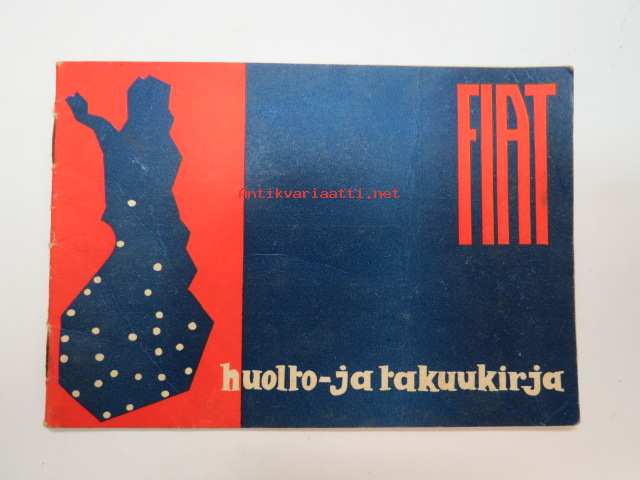 FIAT
Antikvariaatti.net
huolto-ja takuukirja